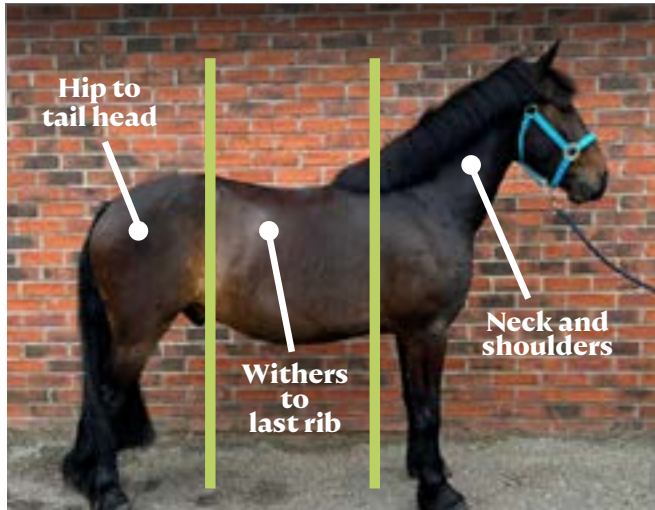 Hip to
tail head
Withers
to
last rib
Neck and
shoulders